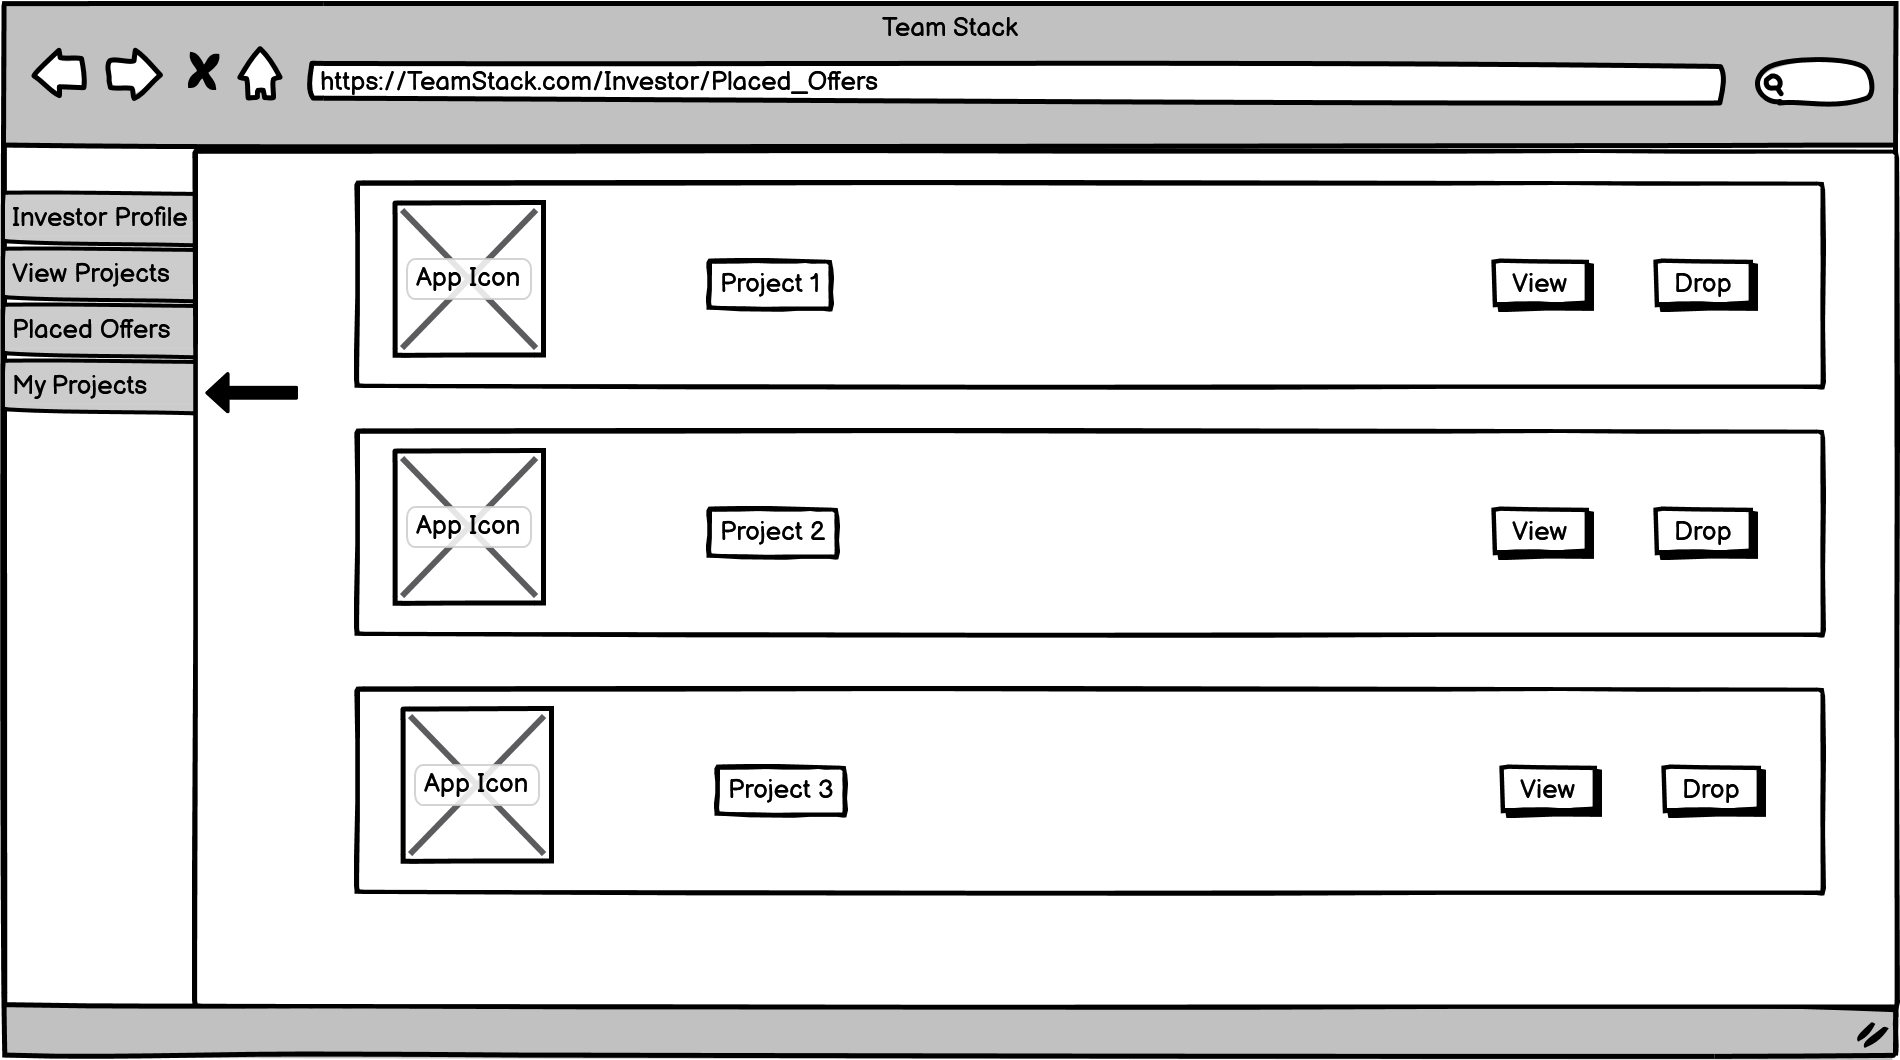 Team Stack
https://TeamStack.com/Investor/Placed_Offers
Investor Profile
View Projects
Placed Offers
My Projects
App Icon
Project 1
View
Drop
App Icon
Project 2
View
Drop
App Icon
Project 3
View
Drop